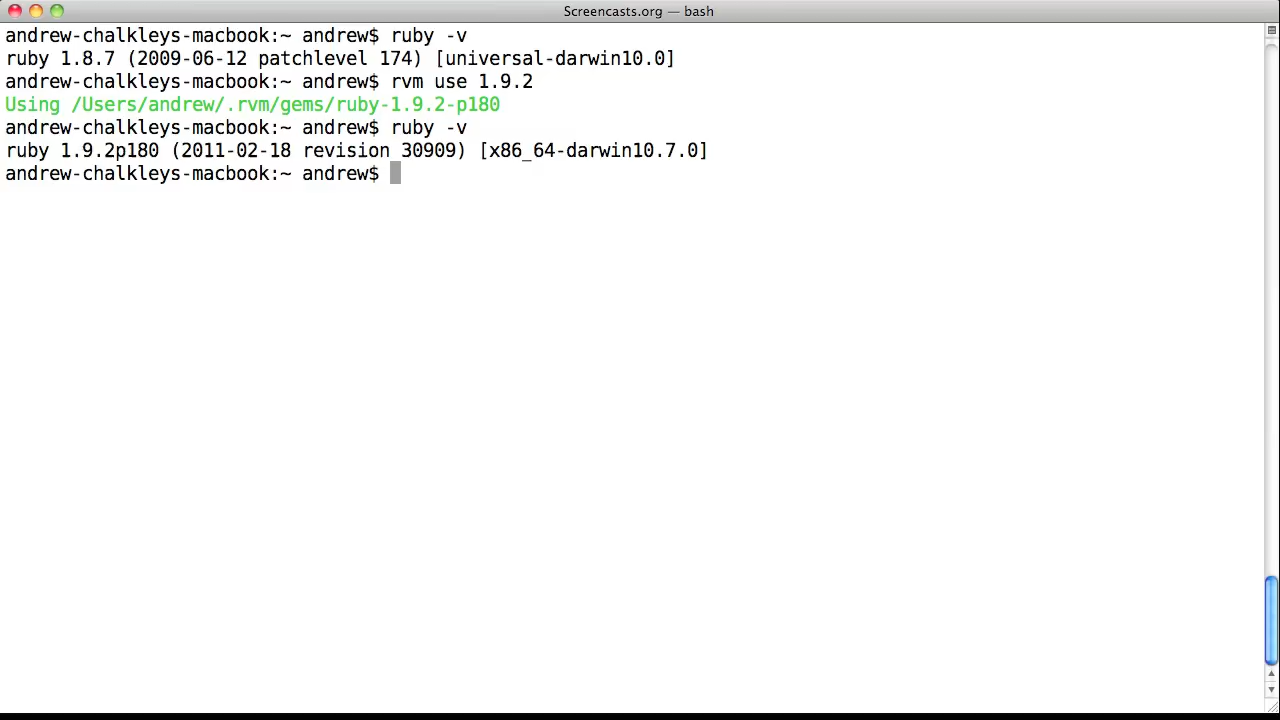 Screencasts.org — bash
andrew-chalkleys-macbook:~ andrew$ ruby -v
ruby 1.8.7 (2009-06-12 patchlevel 174) [universal-darwin10.0]
andrew-chalkleys-macbook:~ andrew$ rvm use 1.9.2
Using /Users/andrew/.rvm/gems/ruby-1.9.2-p180
andrew-chalkleys-macbook:~ andrew$ ruby -v
ruby 1.9.2p180 (2011-02-18 revision 30909) [x86_64-darwin10.7.0]
andrew-chalkleys-macbook:~ andrew$